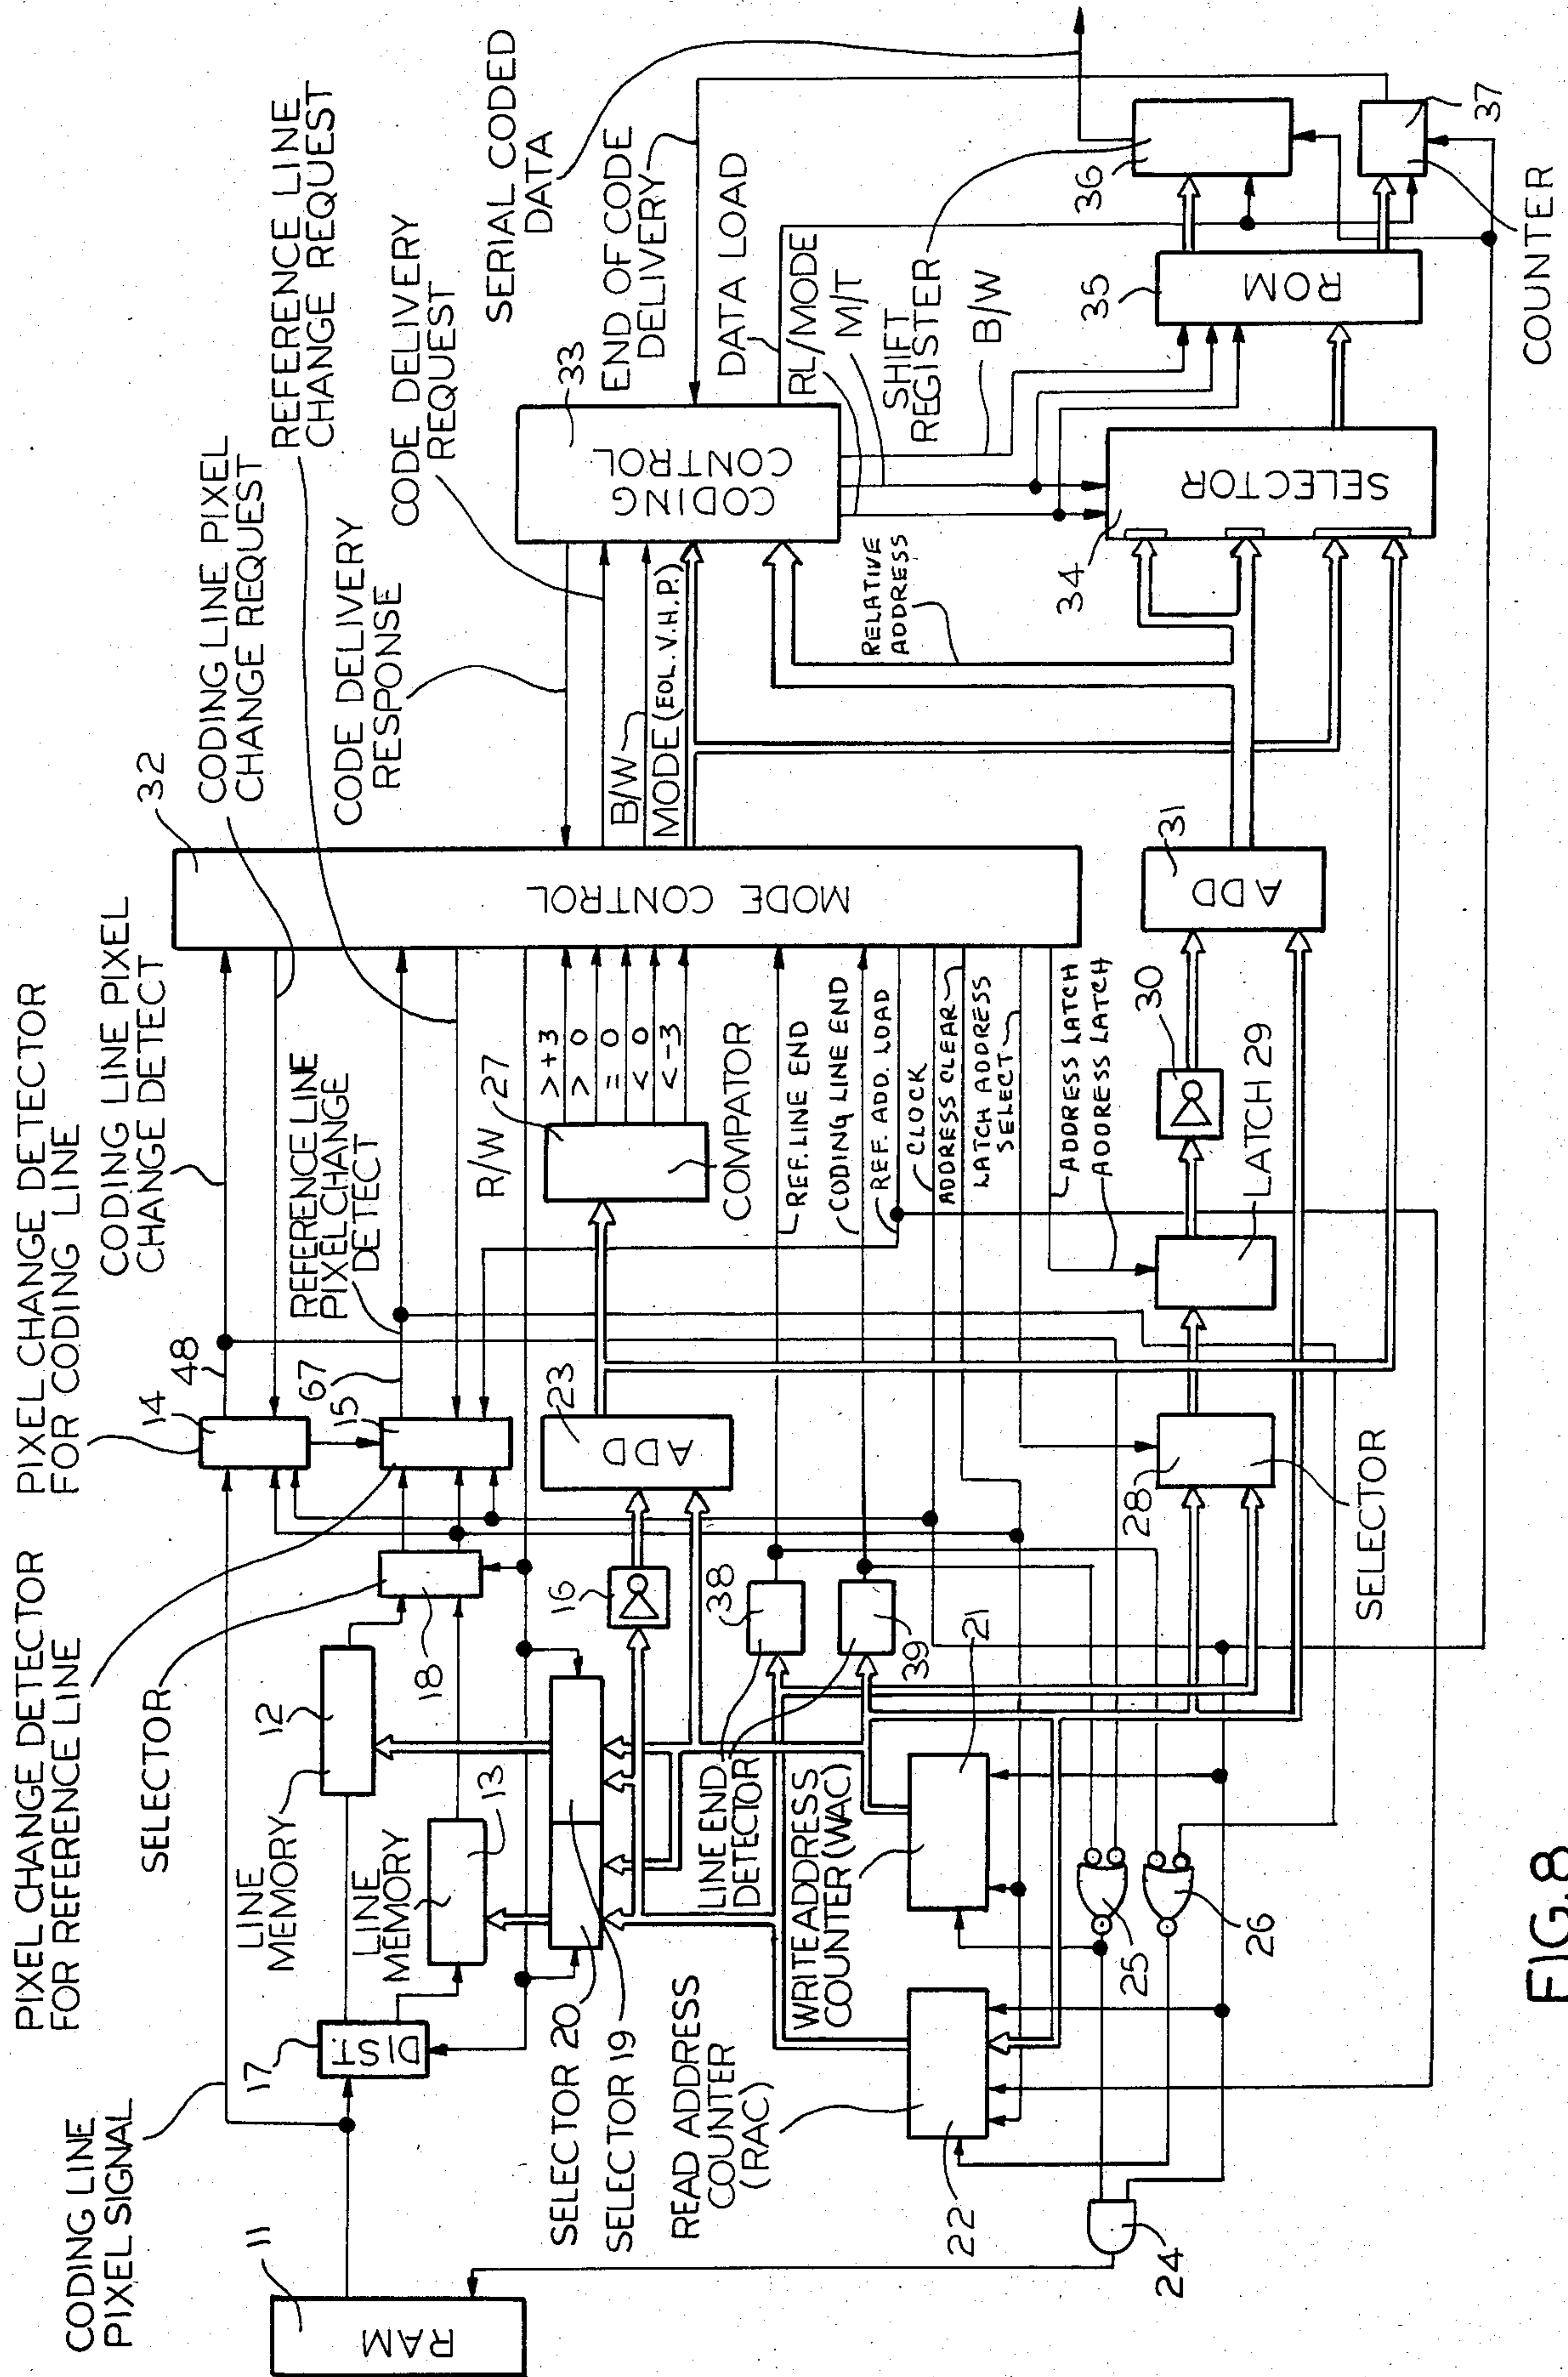 CODING LINE
PIXEL SIGNAL
11
RAM
PIXEL CHANGE DETECTOR
FOR REFERENCE LINE
SELECTOR
LINE
MEMORY
LINE
MEMORY
17
DIST
12
13
18
PIXEL CHANGE DETECTOR
FOR CODING LINE
14
48
67
15
CODING LINE PIXEL
CHANGE DETECT
REFERENCE LINE
PIXEL CHANGE
DETECT
R/W
32
MODE CONTROL
CODING LINE PIXEL
CHANGE REQUEST
REFERENCE LINE
CHANGE REQUEST
CODE DELIVERY
RESPONSE
CODE DELIVERY
REQUEST
B/W
MODE (EOL. V. H. P.)
33
CODING
CONTROL
SERIAL CODED
DATA
END OF CODE
DELIVERY
DATA LOAD
RL/MODE
M/T
SHIFT
REGISTER
B/W
SELECTOR 20
SELECTOR 19
16
23
ADD
27
>+3
> 0
= 0
< 0
<-3
COMPATOR
READ ADDRESS
COUNTER
(RAC)
WRITE ADDRESS
COUNTER (WAC)
LINE END
DETECTOR
38
39
REF. LINE END
CODING LINE END
REF. ADD. LOAD
CLOCK
ADDRESS CLEAR
LATCH ADDRESS
SELECT
ADDRESS LATCH
ADDRESS LATCH
22
21
24
25
26
28
SELECTOR
LATCH 29
30
31
ADD
RELATIVE
ADDRESS
34
SELECTOR
35
ROM
36
37
COUNTER
FIG.8